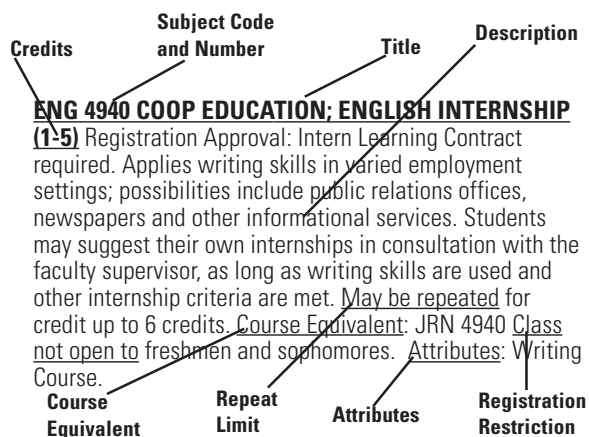 Subject Code
and Number
Credits
Title
Description
ENG 4940 COOP EDUCATION; ENGLISH INTERNSHIP
(1-5) Registration Approval: Intern Learning Contract
required. Applies writing skills in varied employment
settings; possibilities include public relations offices,
newspapers and other informational services. Students
may suggest their own internships in consultation with the
faculty supervisor, as long as writing skills are used and
other internship criteria are met. May be repeated for
credit up to 6 credits. Course Equivalent: JRN 4940 Class
not open to freshmen and sophomores. Attributes: Writing
Course.
Course
Equivalent
Repeat
Limit
Attributes
Registration
Restriction